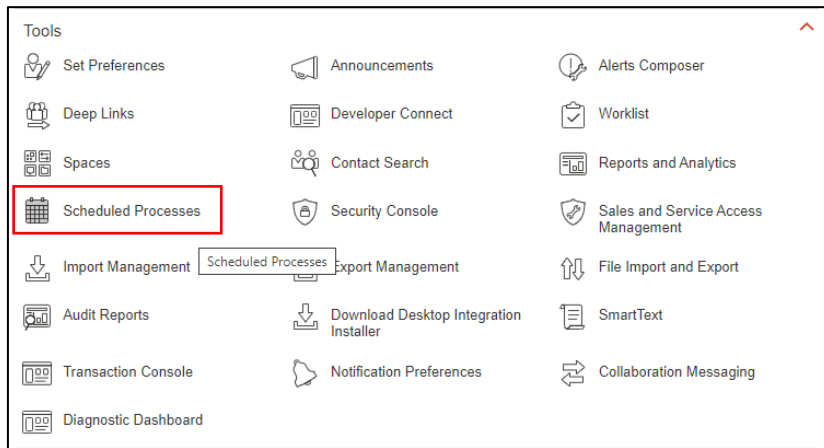 Tools
Set Preferences
Announcements
Alerts Composer
Deep Links
Developer Connect
Worklist
Spaces
Contact Search
Reports and Analytics
Scheduled Processes
Security Console
Sales and Service Access
Management
Import Management
Scheduled Processes
Export Management
File Import and Export
Audit Reports
Download Desktop Integration
Installer
SmartText
Transaction Console
Notification Preferences
Collaboration Messaging
Diagnostic Dashboard